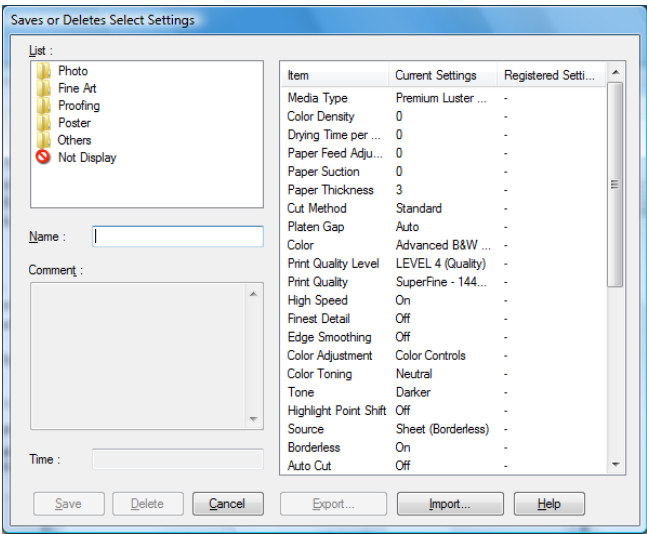 Saves or Deletes Select Settings
List :
Photo
Fine Art
Proofing
Poster
Others
Not Display
Name :
Comment :
Time :
Item Current Settings Registered Setti...
Media Type Premium Luster ... -
Color Density 0 -
Drying Time per ... 0 -
Paper Feed Adju... 0 -
Paper Suction 0 -
Paper Thickness 3 -
Cut Method Standard -
Platen Gap Auto -
Color Advanced B&W ... -
Print Quality Level LEVEL 4 (Quality) -
Print Quality SuperFine - 144... -
High Speed On -
Finest Detail Off -
Edge Smoothing Off -
Color Adjustment Color Controls -
Color Toning Neutral -
Tone Darker -
Highlight Point Shift Off -
Source Sheet (Borderless) -
Borderless On -
Auto Cut Off -
Save Delete Cancel Export... Import... Help